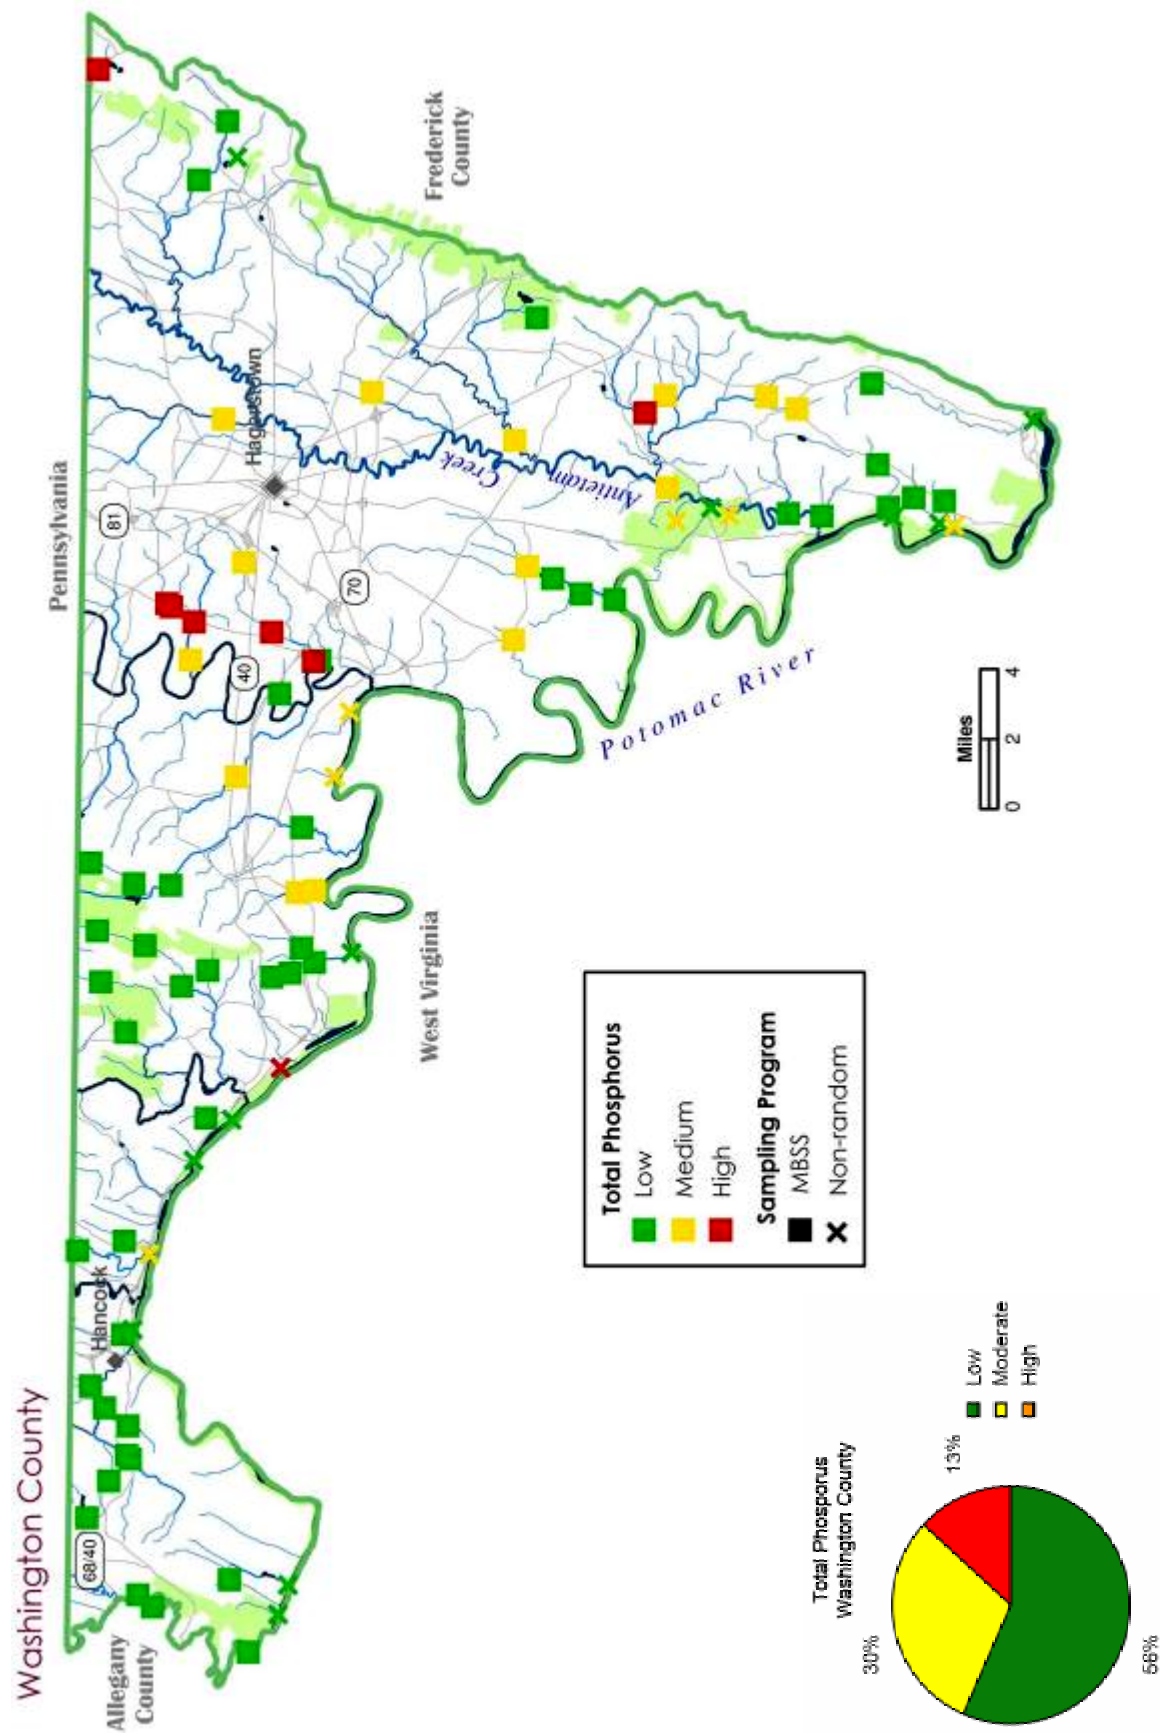 Washington County
Pennsylvania
Allegany
County
Frederick
County
West Virginia
68/40
Hancock
40
81
70
Hagerstown
Antietam
Creek
Potomac River
Miles
0 2 4
Total Phosphorus
Low
Medium
High
Sampling Program
MBSS
Non-random
Total Phosporus
Washington County
30%
13%
56%
Low
Moderate
High